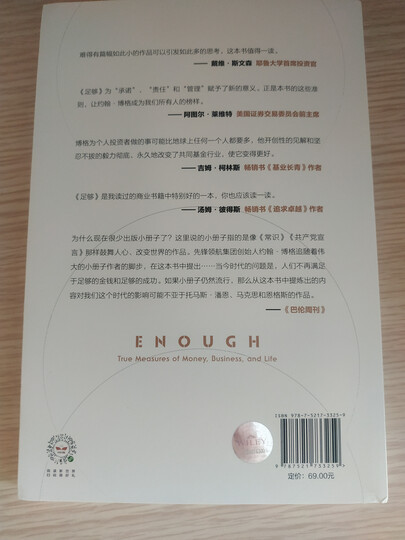 难得有篇幅如此小的作品可以引发如此多的思考，这本书值得一读。
——戴维·斯文森 耶鲁大学首席投资官
《足够》为“承诺”、“责任”和“管理”赋予了新的意义。正是本书的这些准
则，让约翰·博格成为我们所有人的榜样。
——阿图尔·莱维特 美国证券交易委员会前主席
博格为个人投资者做的事可能比地球上任何一个人都要多，他开创性的见解和坚
忍不拔的毅力彻底、永久地改变了共同基金行业，使它变得更好。
——吉姆·柯林斯 畅销书《基业长青》作者
《足够》是我读过的商业书籍中特别好的一本，你也应该读一读。
——汤姆·彼得斯 畅销书《追求卓越》作者
为什么现在很少出版小册子了？这里说的小册子指的是像《常识》《共产党宣
言》那样鼓舞人心、改变世界的作品。先锋领航集团创始人约翰·博格追随着伟
大的小册子作者的脚步，在这本书中提出……当今时代的问题是，人们不再满足
于足够的金钱和足够的成功。如果小册子仍然流行，那么从这本书中提炼出的内
容对我们这个时代的影响可能不亚于托马斯·潘恩、马克思和恩格斯的作品。
——《巴伦周刊》
ENOUGH
True Measures of Money, Business, and Life
ISBN 978-7-5217-3325-9
9 787521 733259
定价：69.00元